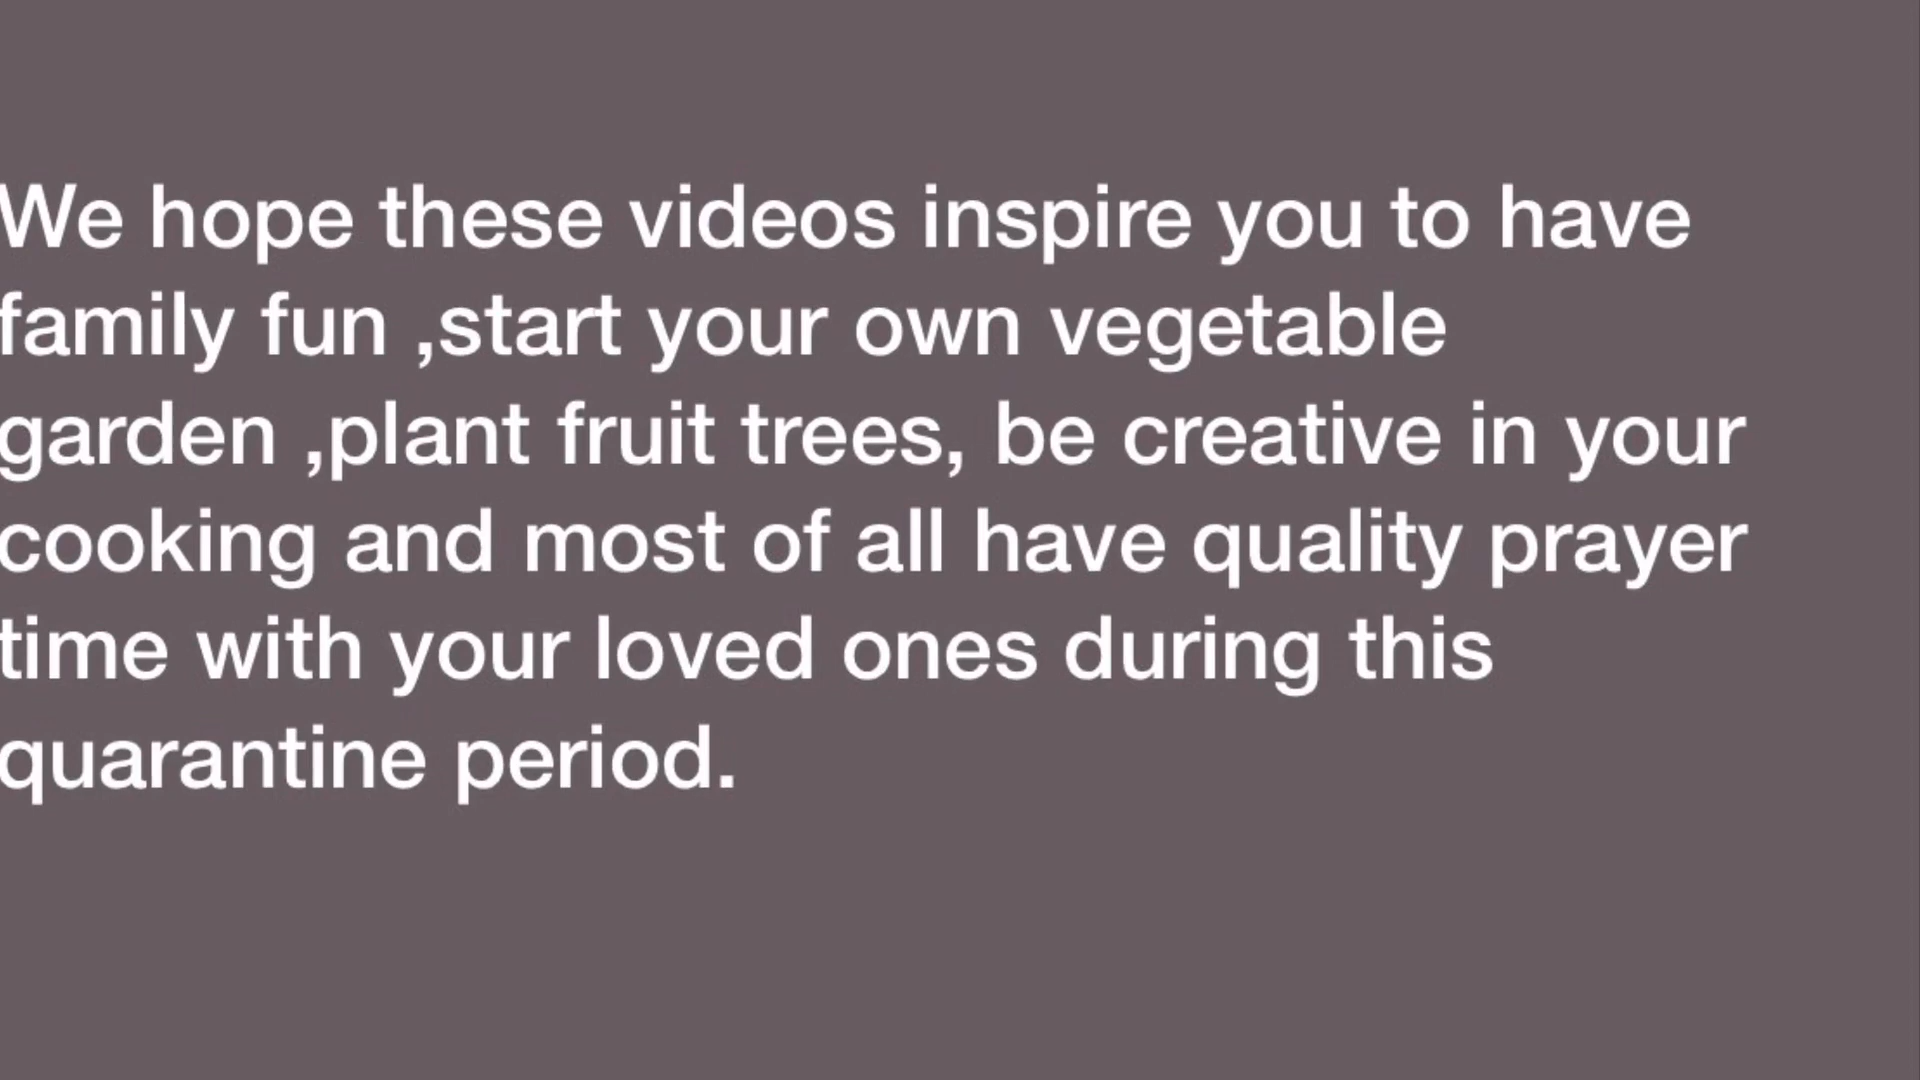 We hope these videos inspire you to have
family fun ,start your own vegetable
garden ,plant fruit trees, be creative in your
cooking and most of all have quality prayer
time with your loved ones during this
quarantine period.